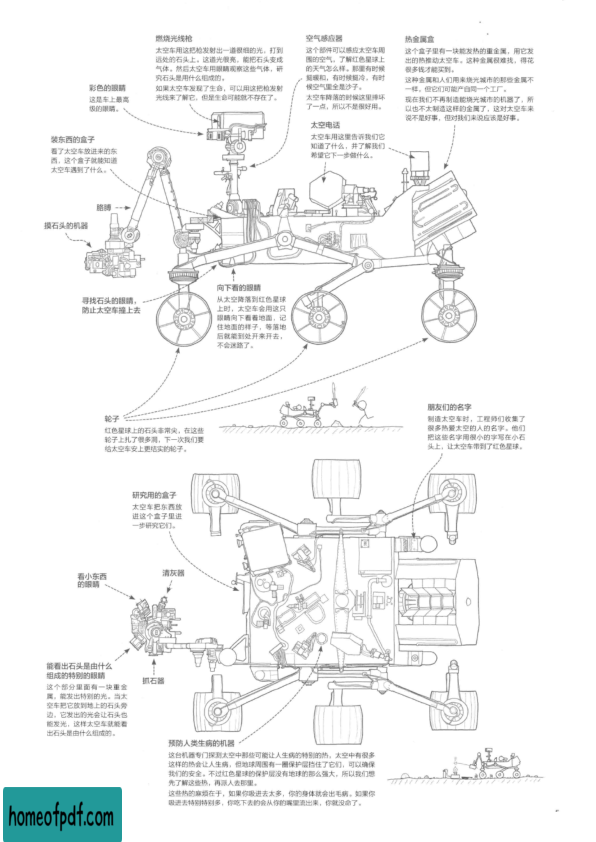 燃烧光线枪
太空车用这把枪发出一道很细的光，打到
远处的石头上。这道光很亮，能把石头变成
气体。然后太空车用眼睛观察这些气体，研
究石头是用什么组成的。
如果太空车发现了生命，可以用这把枪发射
光线来了解它，但是生命可能就不存在了。
空气感应器
这个部件可以感应太空车周
围的空气，了解红色星球上
的天气怎么样。那里有时候
挺暖和，有时候挺冷，有时
候空气里全是沙子。
太空车降落的时候这里摔坏
了一点，所以不是很好用。
热金属盒
这个盒子里有一块能发热的重金属，用它发
出的热推动太空车。这种金属很难找，得花
很多钱才能买到。
这种金属和人们用来烧光城市的那些金属不
一样，但它们可能产自同一个工厂。
现在我们不再制造能烧光城市的机器了，所
以也不太制造这样的金属了，这对太空车来
说不是好事，但对我们来说应该是好事。
彩色的眼睛
这是车上最高
级的眼睛。
太空电话
太空车用这里告诉我们它
知道了什么，并了解我们
希望它下一步做什么。
装东西的盒子
看了太空车放进来的东
西，这个盒子就能知道
太空车遇到了什么。
胳膊
摸石头的机器
寻找石头的眼睛，
防止太空车撞上去
向下看的眼睛
从太空降落到红色星球
上时，太空车会用这只
眼睛向下看着地面，记
住地面的样子，等落地
后就能到处开来开去，
不会迷路了。
轮子
红色星球上的石头非常尖，在这些
轮子上扎了很多洞，下一次我们要
给太空车安上更结实的轮子。
朋友们的名字
制造太空车时，工程师们收集了
很多热爱太空的人的名字。他们
把这些名字用很小的字写在小石
头上，让太空车带到了红色星球。
研究用的盒子
太空车把东西放
进这个盒子里进
一步研究它们。
看小东西
的眼睛
清灰器
能看出石头是由什么
组成的特别的眼睛
这个部分里面有一块重金
属，能发出特别的光。当太
空车把它放到地上的石头旁
边，它发出的光会让石头也
能发光，这样太空车就能看
出石头是由什么组成的。
抓石器
预防人类生病的机器
这台机器专门探测太空中那些可能让人生病的特别的热，太空中有很多
这样的热会让人生病，但地球周围有一圈保护层挡住了它们，可以确保
我们的安全。不过红色星球的保护层没有地球的那么强大，所以我们想
先了解这些热，再派人去那里。
这些热的麻烦在于，如果你吸进去太多，你的身体就会出毛病。如果你
吸进去特别特别多，你吃下去的会从你的嘴里流出来，你就没命了。
homeofpdf.com